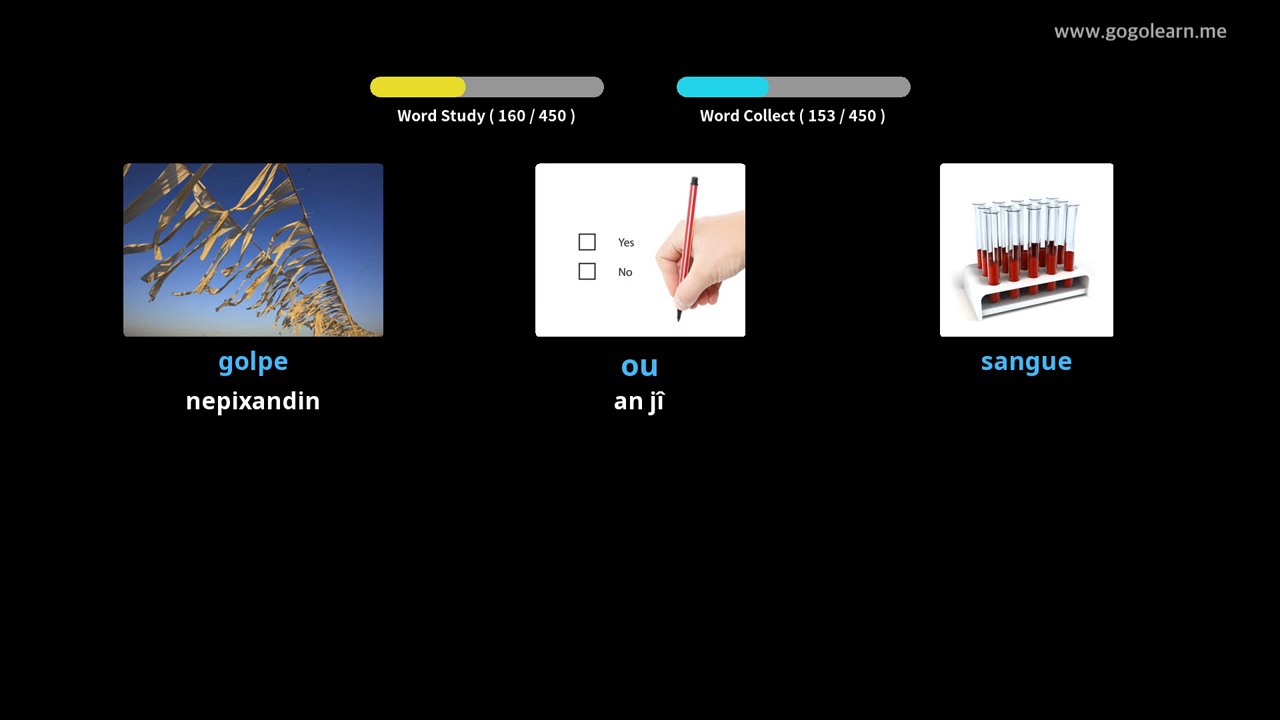 www.gogolearn.me
Word Study ( 160 / 450 )
Word Collect ( 153 / 450 )
Yes
No
golpe
nepixandin
ou
an jî
sangue